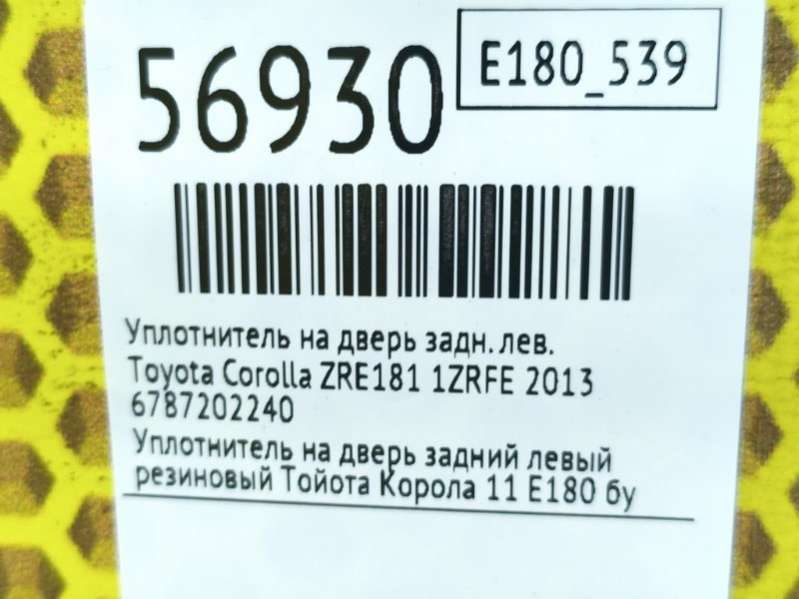 56930
E180_539
Уплотнитель на дверь задн. лев.
Toyota Corolla ZRE181 1ZRFE 2013
6787202240
Уплотнитель на дверь задний левый
резиновый Тойота Корола 11 Е180 бу